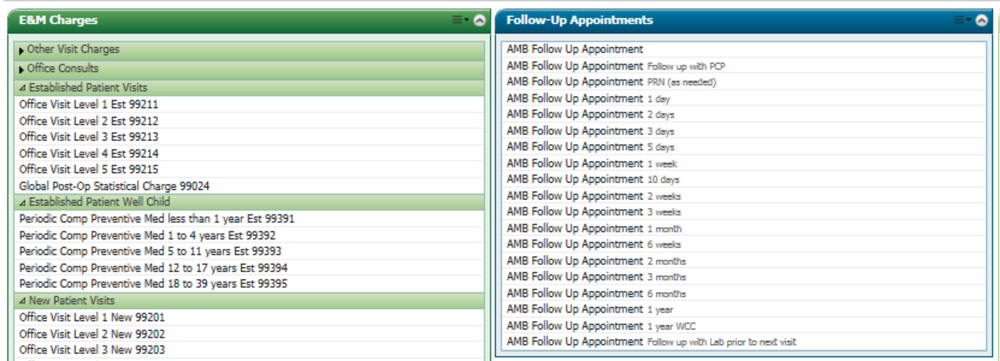 E&M Charges
Other Visit Charges
Office Consults
Established Patient Visits
Office Visit Level 1 Est 99211
Office Visit Level 2 Est 99212
Office Visit Level 3 Est 99213
Office Visit Level 4 Est 99214
Office Visit Level 5 Est 99215
Global Post-Op Statistical Charge 99024
Established Patient Well Child
Periodic Comp Preventive Med less than 1 year Est 99391
Periodic Comp Preventive Med 1 to 4 years Est 99392
Periodic Comp Preventive Med 5 to 11 years Est 99393
Periodic Comp Preventive Med 12 to 17 years Est 99394
Periodic Comp Preventive Med 18 to 39 years Est 99395
New Patient Visits
Office Visit Level 1 New 99201
Office Visit Level 2 New 99202
Office Visit Level 3 New 99203
Follow-Up Appointments
AMB Follow Up Appointment
AMB Follow Up Appointment Follow up with PCP
AMB Follow Up Appointment PRN (as needed)
AMB Follow Up Appointment 1 day
AMB Follow Up Appointment 2 days
AMB Follow Up Appointment 3 days
AMB Follow Up Appointment 5 days
AMB Follow Up Appointment 1 week
AMB Follow Up Appointment 10 days
AMB Follow Up Appointment 2 weeks
AMB Follow Up Appointment 3 weeks
AMB Follow Up Appointment 1 month
AMB Follow Up Appointment 6 weeks
AMB Follow Up Appointment 2 months
AMB Follow Up Appointment 3 months
AMB Follow Up Appointment 6 months
AMB Follow Up Appointment 1 year
AMB Follow Up Appointment 1 year WCC
AMB Follow Up Appointment Follow up with Lab prior to next visit